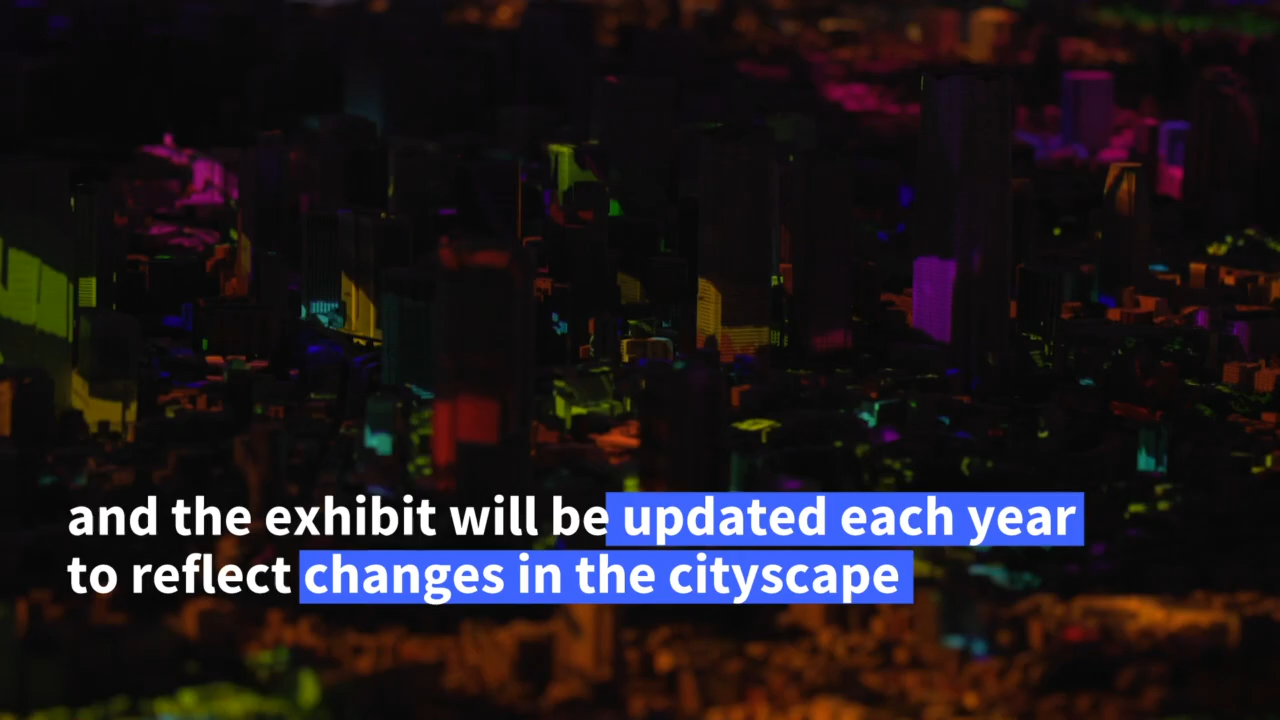 and the exhibit will be updated each year
to reflect changes in the cityscape